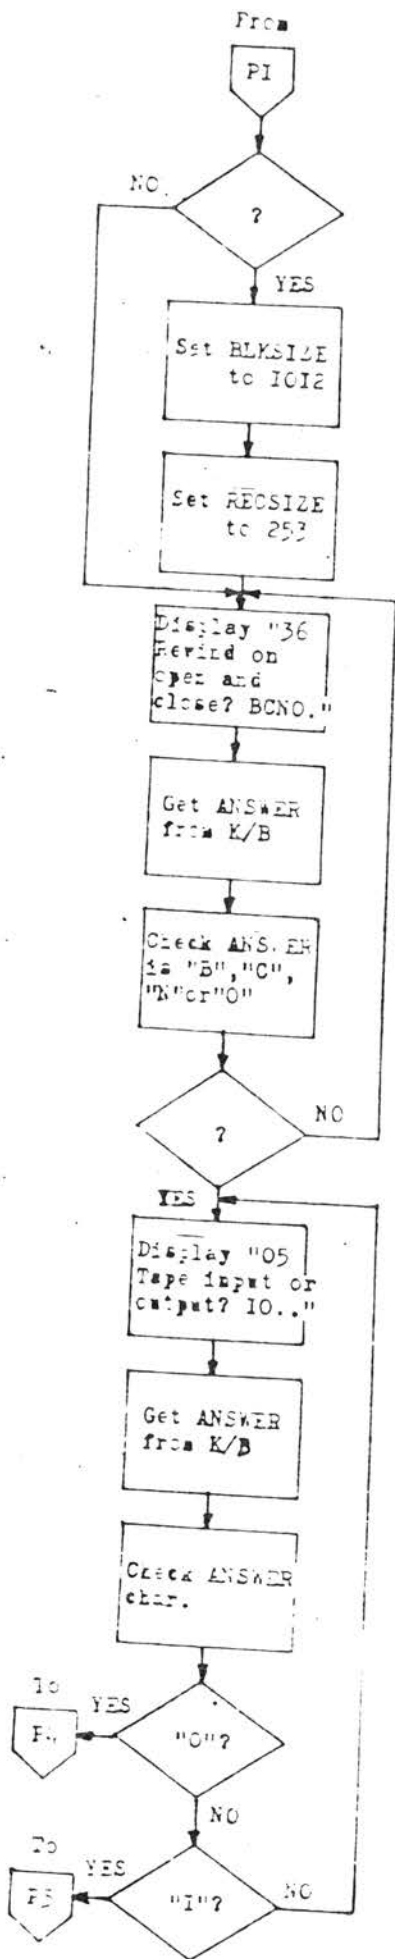 From
PI
NO
?
YES
Set BLKSIZE
to IOI2
Set RECSIZE
to 253
Display "36
Rewind on
open and
close? BCNO."
Get ANSWER
from K/B
Check ANSWER
is "B","C",
"N"or"O"
?
NO
YES
Display "05
Tape input or
output? IO.."
Get ANSWER
from K/B
Check ANSWER
char.
To
YES
P4
"O"?
NO
To
YES
"I"?
NO